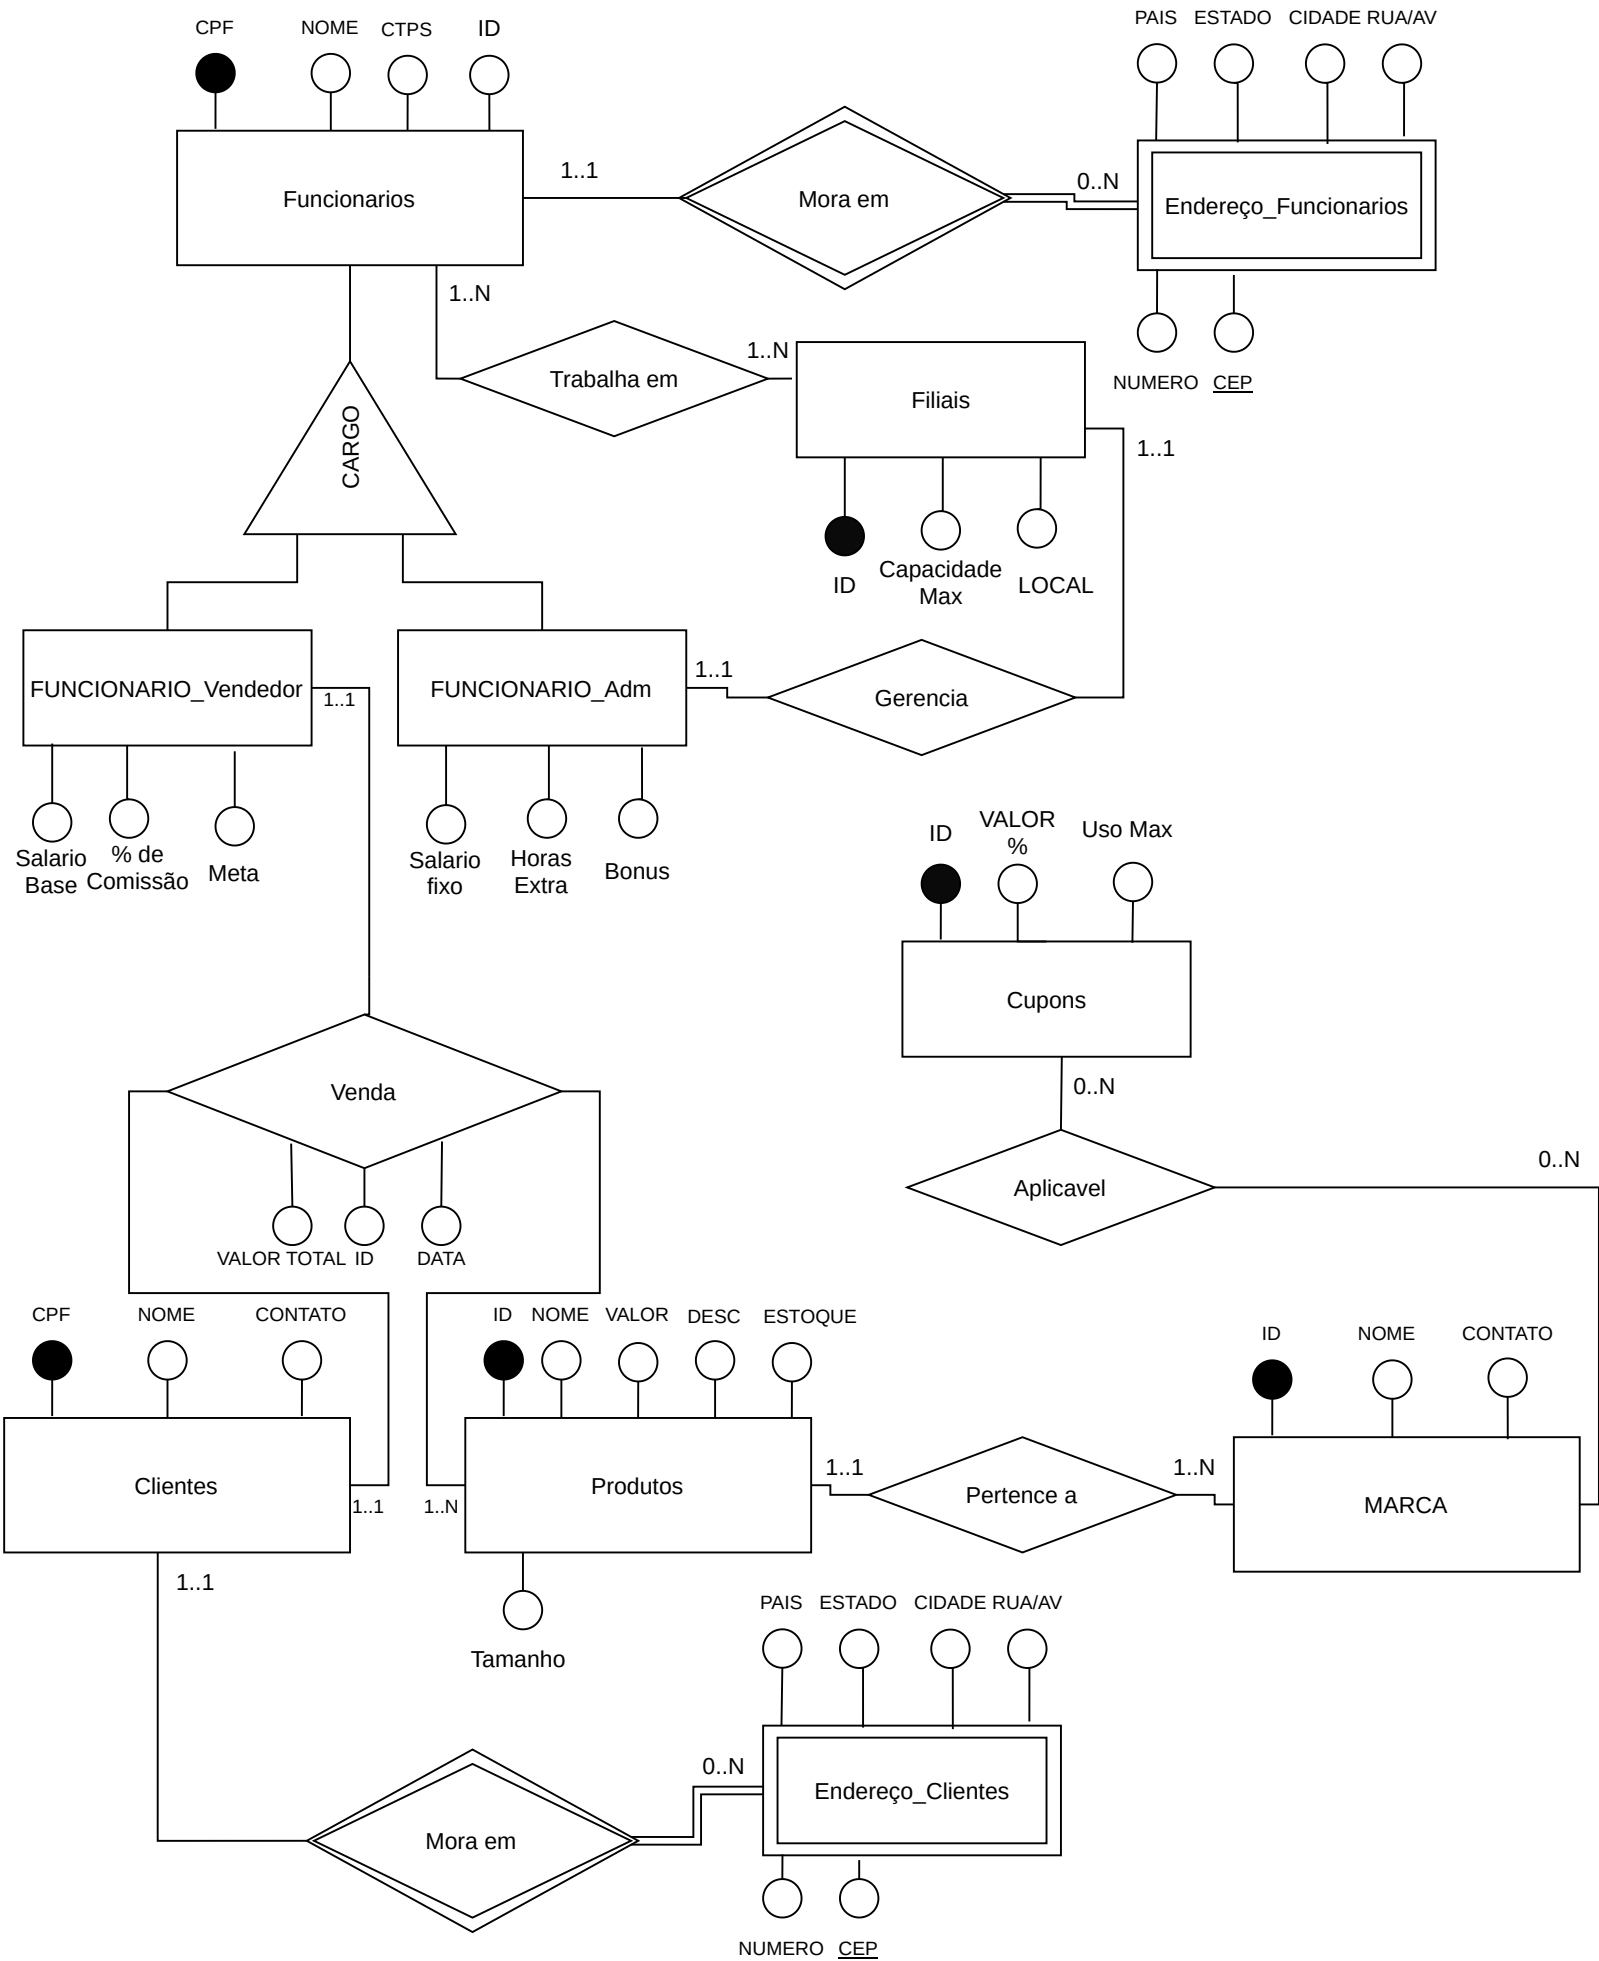 CPF
NOME
CTPS
ID
PAIS
ESTADO
CIDADE
RUA/AV
Funcionarios
1..1
Mora em
0..N
Endereço_Funcionarios
NUMERO
CEP
1..N
Trabalha em
1..N
Filiais
1..1
CARGO
ID
Capacidade
Max
LOCAL
FUNCIONARIO_Vendedor
1..1
FUNCIONARIO_Adm
1..1
Gerencia
Salario
Base
% de
Comissão
Meta
Salario
fixo
Horas
Extra
Bonus
ID
VALOR
%
Uso Max
Cupons
0..N
Venda
Aplicavel
0..N
VALOR TOTAL
ID
DATA
CPF
NOME
CONTATO
ID
NOME
VALOR
DESC
ESTOQUE
ID
NOME
CONTATO
Clientes
1..1
1..N
Produtos
1..1
Pertence a
1..N
MARCA
1..1
Tamanho
PAIS
ESTADO
CIDADE
RUA/AV
Mora em
0..N
Endereço_Clientes
NUMERO
CEP